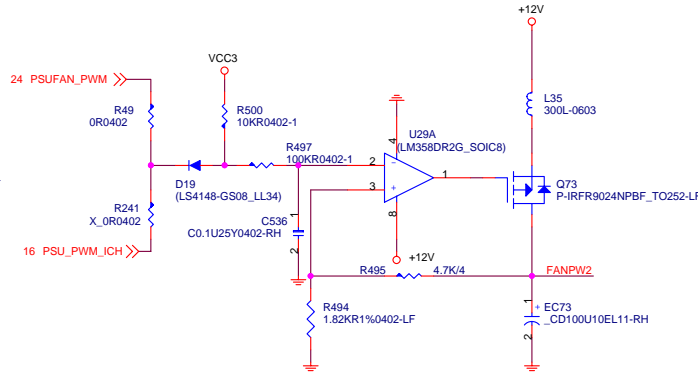 +12V
VCC3
24 PSUFAN_PWM
R49
0R0402
R500
10KR0402-1
L35
300L-0603
U29A
(LM358DR2G_SOIC8)
R497
100KR0402-1
4
2
3
1
8
D19
(LS4148-GS08_LL34)
Q73
P-IRFR9024NPBF_TO252-LF
R241
X_0R0402
C536
C0.1U25Y0402-RH
1
2
16 PSU_PWM_ICH
+12V
R495
4.7K/4
FANPW2
R494
1.82KR1%0402-LF
1
+
EC73
_CD100U10EL11-RH
2